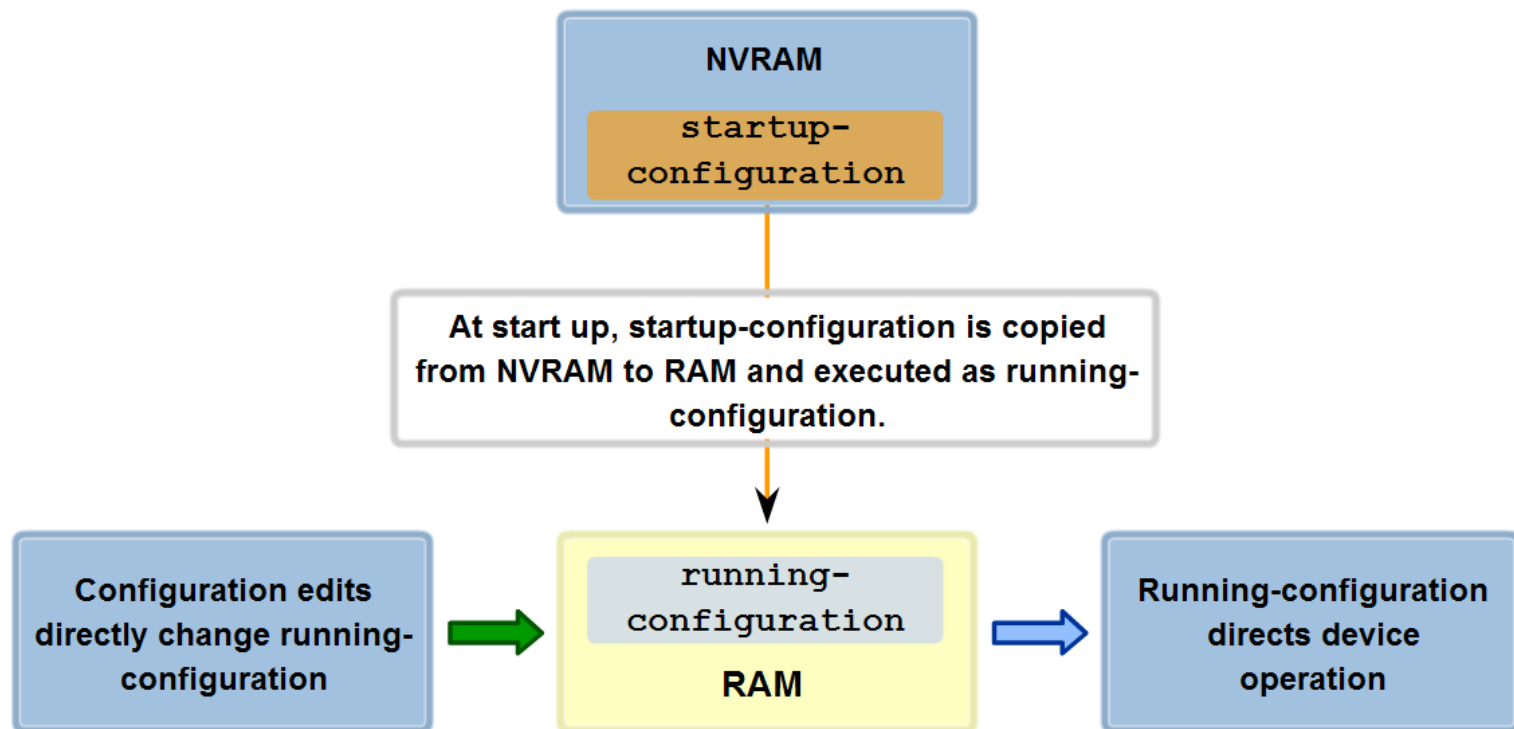 NVRAM
startup-
configuration
At start up, startup-configuration is copied
from NVRAM to RAM and executed as running-
configuration.
Configuration edits
directly change running-
configuration
running-
configuration
RAM
Running-configuration
directs device
operation